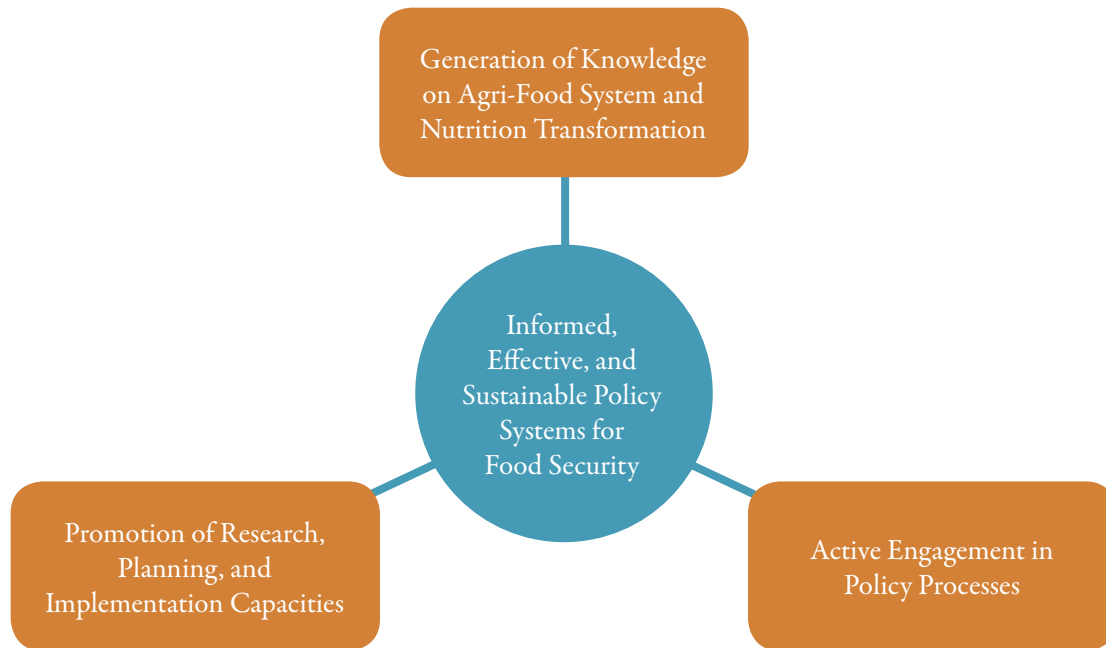 Generation of Knowledge
on Agri-Food System and
Nutrition Transformation
Informed,
Effective, and
Sustainable Policy
Systems for
Food Security
Promotion of Research,
Planning, and
Implementation Capacities
Active Engagement in
Policy Processes